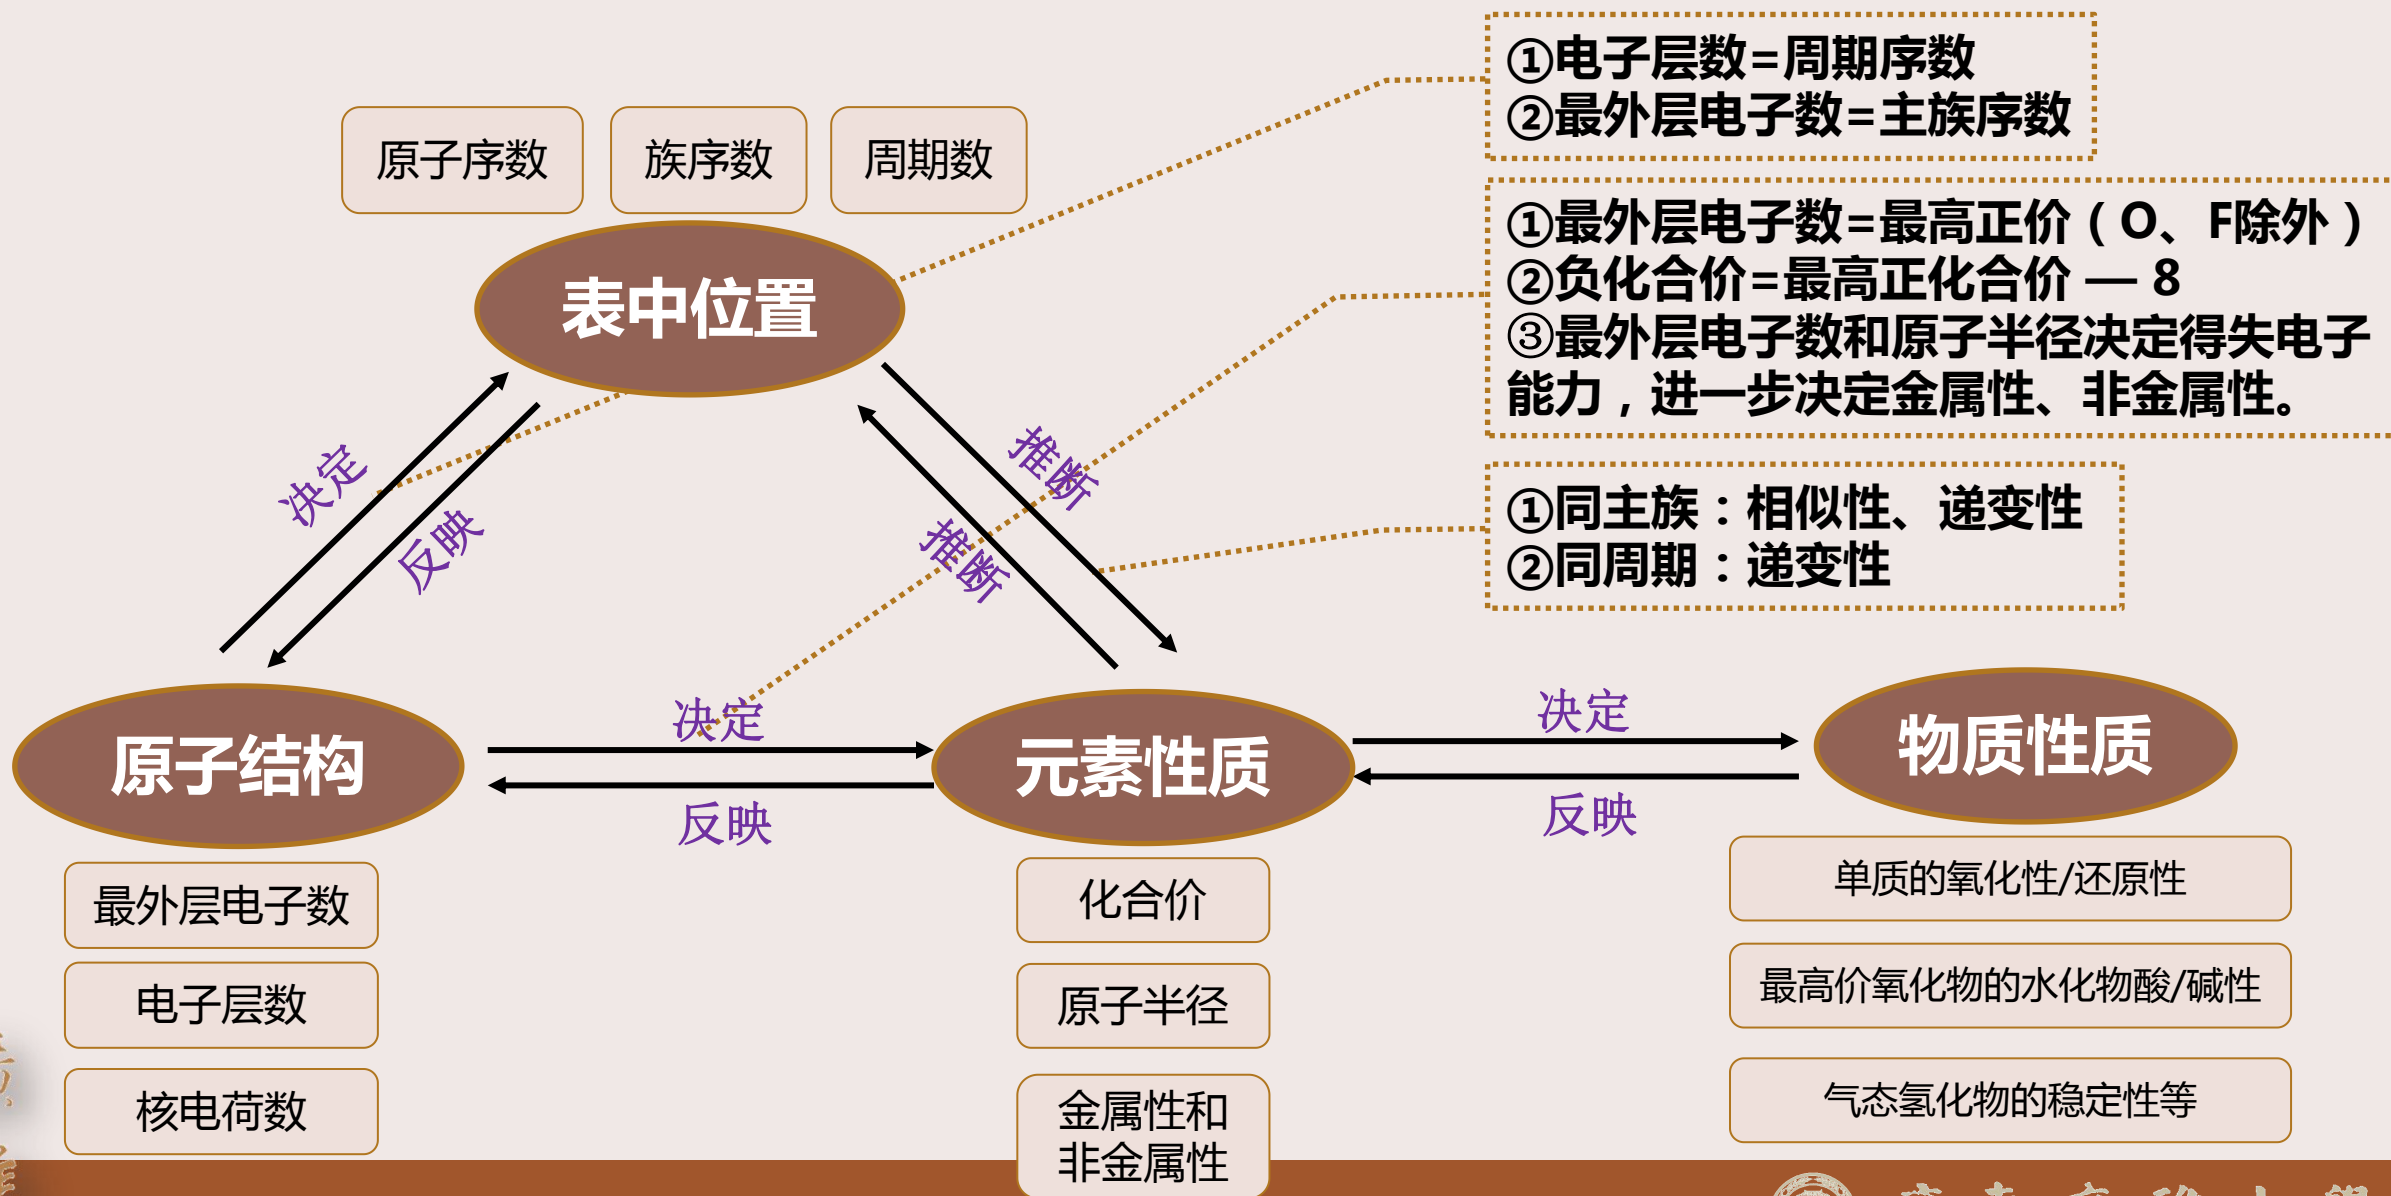 ①电子层数=周期序数
②最外层电子数=主族序数
原子序数
族序数
周期数
①最外层电子数=最高正价（O、F除外）
②负化合价=最高正化合价 — 8
③最外层电子数和原子半径决定得失电子
能力，进一步决定金属性、非金属性。
表中位置
决定
反映
推断
推断
①同主族：相似性、递变性
②同周期：递变性
原子结构
决定
反映
元素性质
决定
反映
物质性质
最外层电子数
电子层数
核电荷数
化合价
原子半径
金属性和
非金属性
单质的氧化性/还原性
最高价氧化物的水化物酸/碱性
气态氢化物的稳定性等